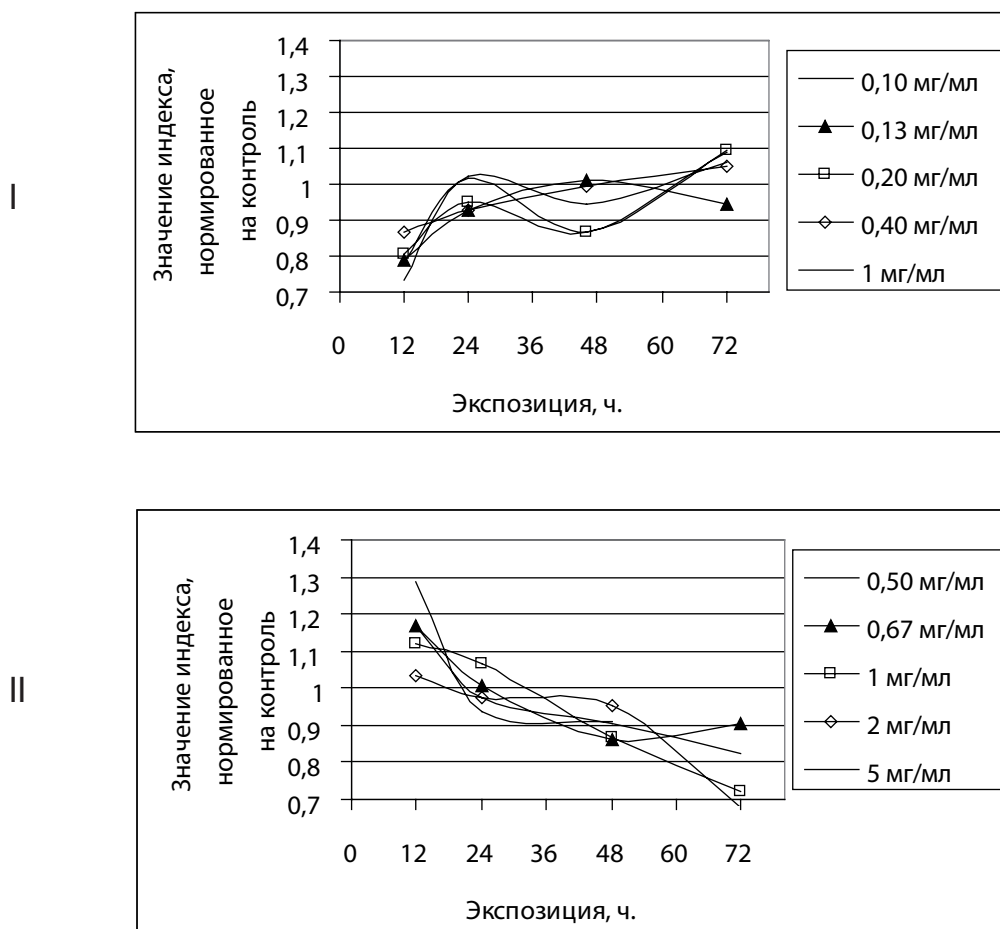 I
Значение индекса,
нормированное
на контроль
1,4
1,3
1,2
1,1
1
0,9
0,8
0,7
0 12 24 36 48 60 72
Экспозиция, ч.
0,10 мг/мл
0,13 мг/мл
0,20 мг/мл
0,40 мг/мл
1 мг/мл
II
Значение индекса,
нормированное
на контроль
1,4
1,3
1,2
1,1
1
0,9
0,8
0,7
0 12 24 36 48 60 72
Экспозиция, ч.
0,50 мг/мл
0,67 мг/мл
1 мг/мл
2 мг/мл
5 мг/мл